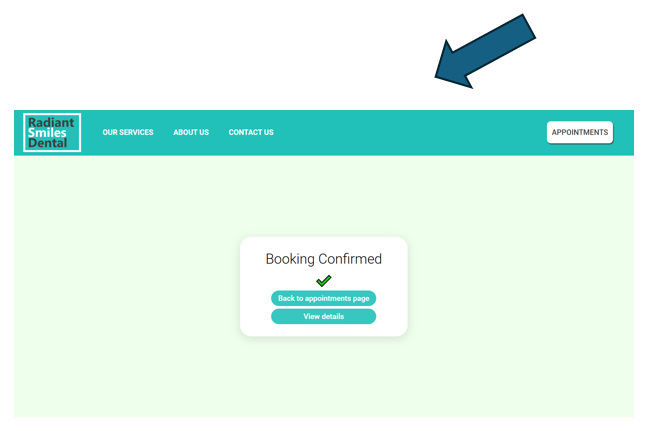 Radiant
Smiles
Dental
OUR SERVICES ABOUT US CONTACT US APPOINTMENTS
Booking Confirmed
Back to appointments page
View details